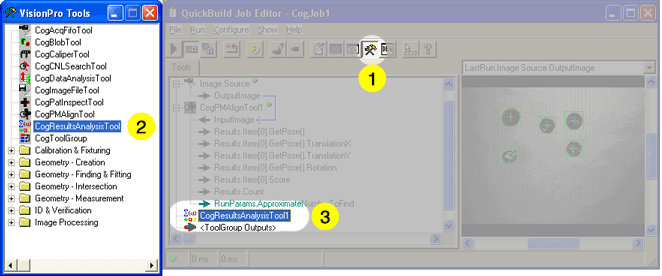 VisionPro Tools
CogAcqFifoTool
CogBlobTool
CogCaliperTool
CogCNLSearchTool
CogDataAnalysisTool
CogImageFileTool
CogPatInspectTool
CogPMAlignTool
CogResultsAnalysisTool
2
CogToolGroup
Calibration & Fixturing
Geometry - Creation
Geometry - Finding & Fitting
Geometry - Intersection
Geometry - Measurement
ID & Verification
Image Processing
QuickBuild Job Editor - CogJob1
File Run Configure Show Help
1
Tools
Image Source
OutputImage
CogPMAlignTool1
InputImage
Results.Item[0].GetPose()
Results.Item[0].GetPose().TranslationX
Results.Item[0].GetPose().TranslationY
Results.Item[0].GetPose().Rotation
Results.Item[0].Score
Results.Count
RunParams.ApproximateNumberToFind
CogResultsAnalysisTool1
3
<ToolGroup Outputs>
LastRun.Image Source.OutputImage
0 ms
0 ms